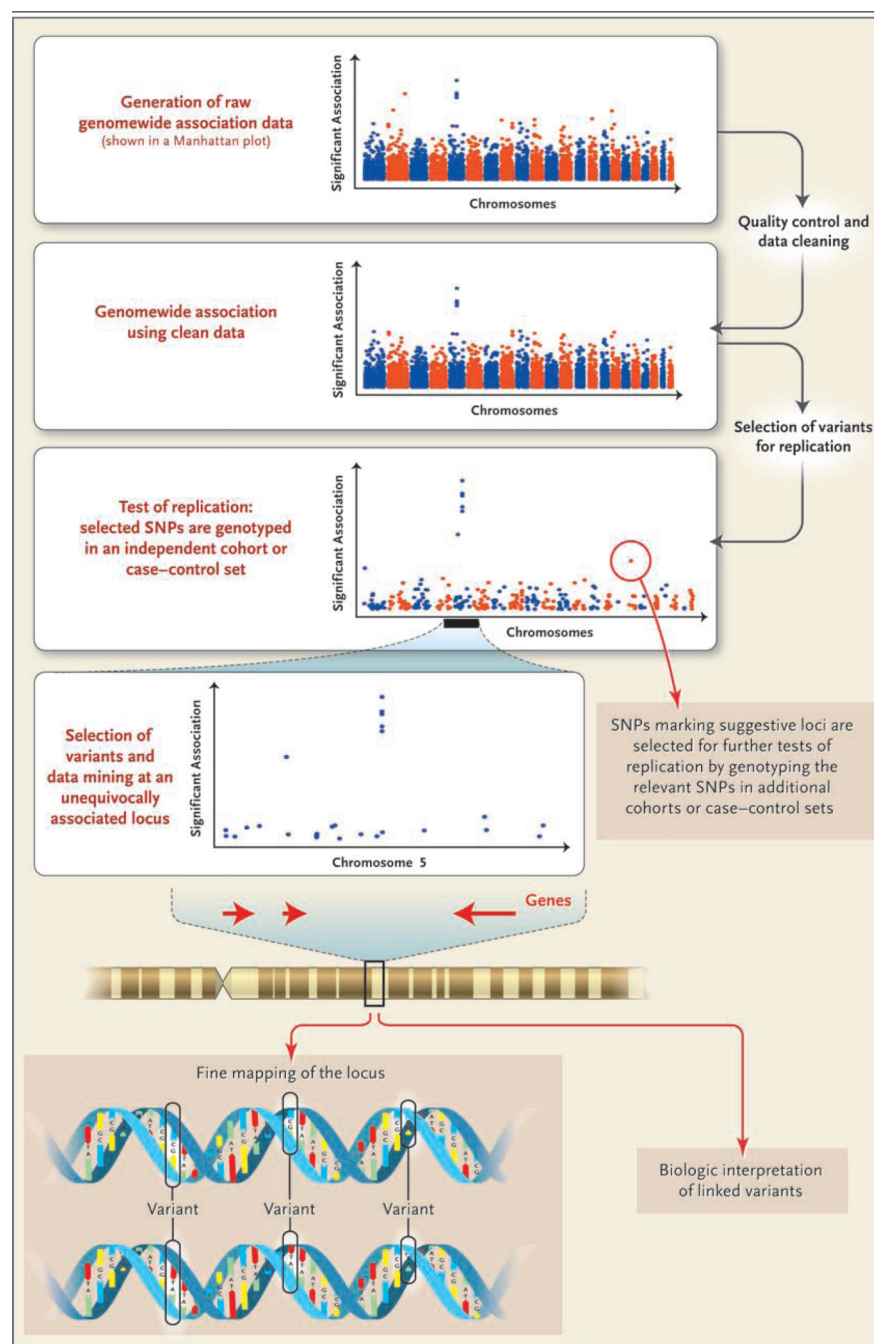 Generation of raw
genomewide association data
(shown in a Manhattan plot)
Significant Association
Chromosomes
Quality control and
data cleaning
Genomewide association
using clean data
Significant Association
Chromosomes
Selection of variants
for replication
Test of replication:
selected SNPs are genotyped
in an independent cohort or
case–control set
Significant Association
Chromosomes
Selection of
variants and
data mining at an
unequivocally
associated locus
Significant Association
Chromosome 5
SNPs marking suggestive loci are
selected for further tests of
replication by genotyping the
relevant SNPs in additional
cohorts or case–control sets
Genes
Fine mapping of the locus
Variant
Variant
Variant
Biologic interpretation
of linked variants